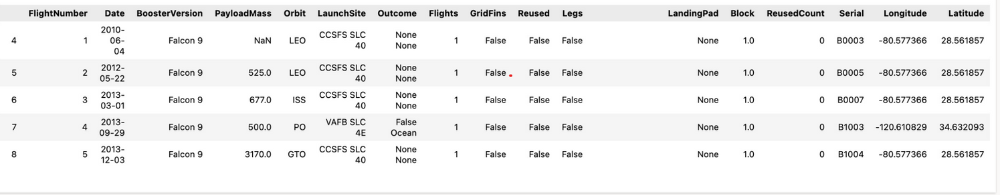 FlightNumber Date BoosterVersion PayloadMass Orbit LaunchSite Outcome Flights GridFins Reused Legs LandingPad Block ReusedCount Serial Longitude Latitude
4 1 2010-06-04 Falcon 9 NaN LEO CCSFS SLC 40 None None 1 False False False None 1.0 0 B0003 -80.577366 28.561857
5 2 2012-05-22 Falcon 9 525.0 LEO CCSFS SLC 40 None None 1 False False False None 1.0 0 B0005 -80.577366 28.561857
6 3 2013-03-01 Falcon 9 677.0 ISS CCSFS SLC 40 None None 1 False False False None 1.0 0 B0007 -80.577366 28.561857
7 4 2013-09-29 Falcon 9 500.0 PO VAFB SLC 4E False Ocean 1 False False False None 1.0 0 B1003 -120.610829 34.632093
8 5 2013-12-03 Falcon 9 3170.0 GTO CCSFS SLC 40 None None 1 False False False None 1.0 0 B1004 -80.577366 28.561857